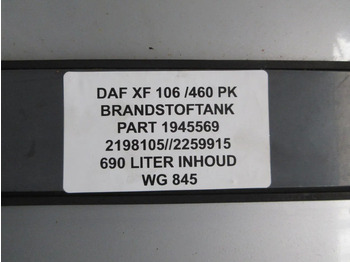 DAF XF 106 /460 PK
BRANDSTOFTANK
PART 1945569
2198105//2259915
690 LITER INHOUD
WG 845